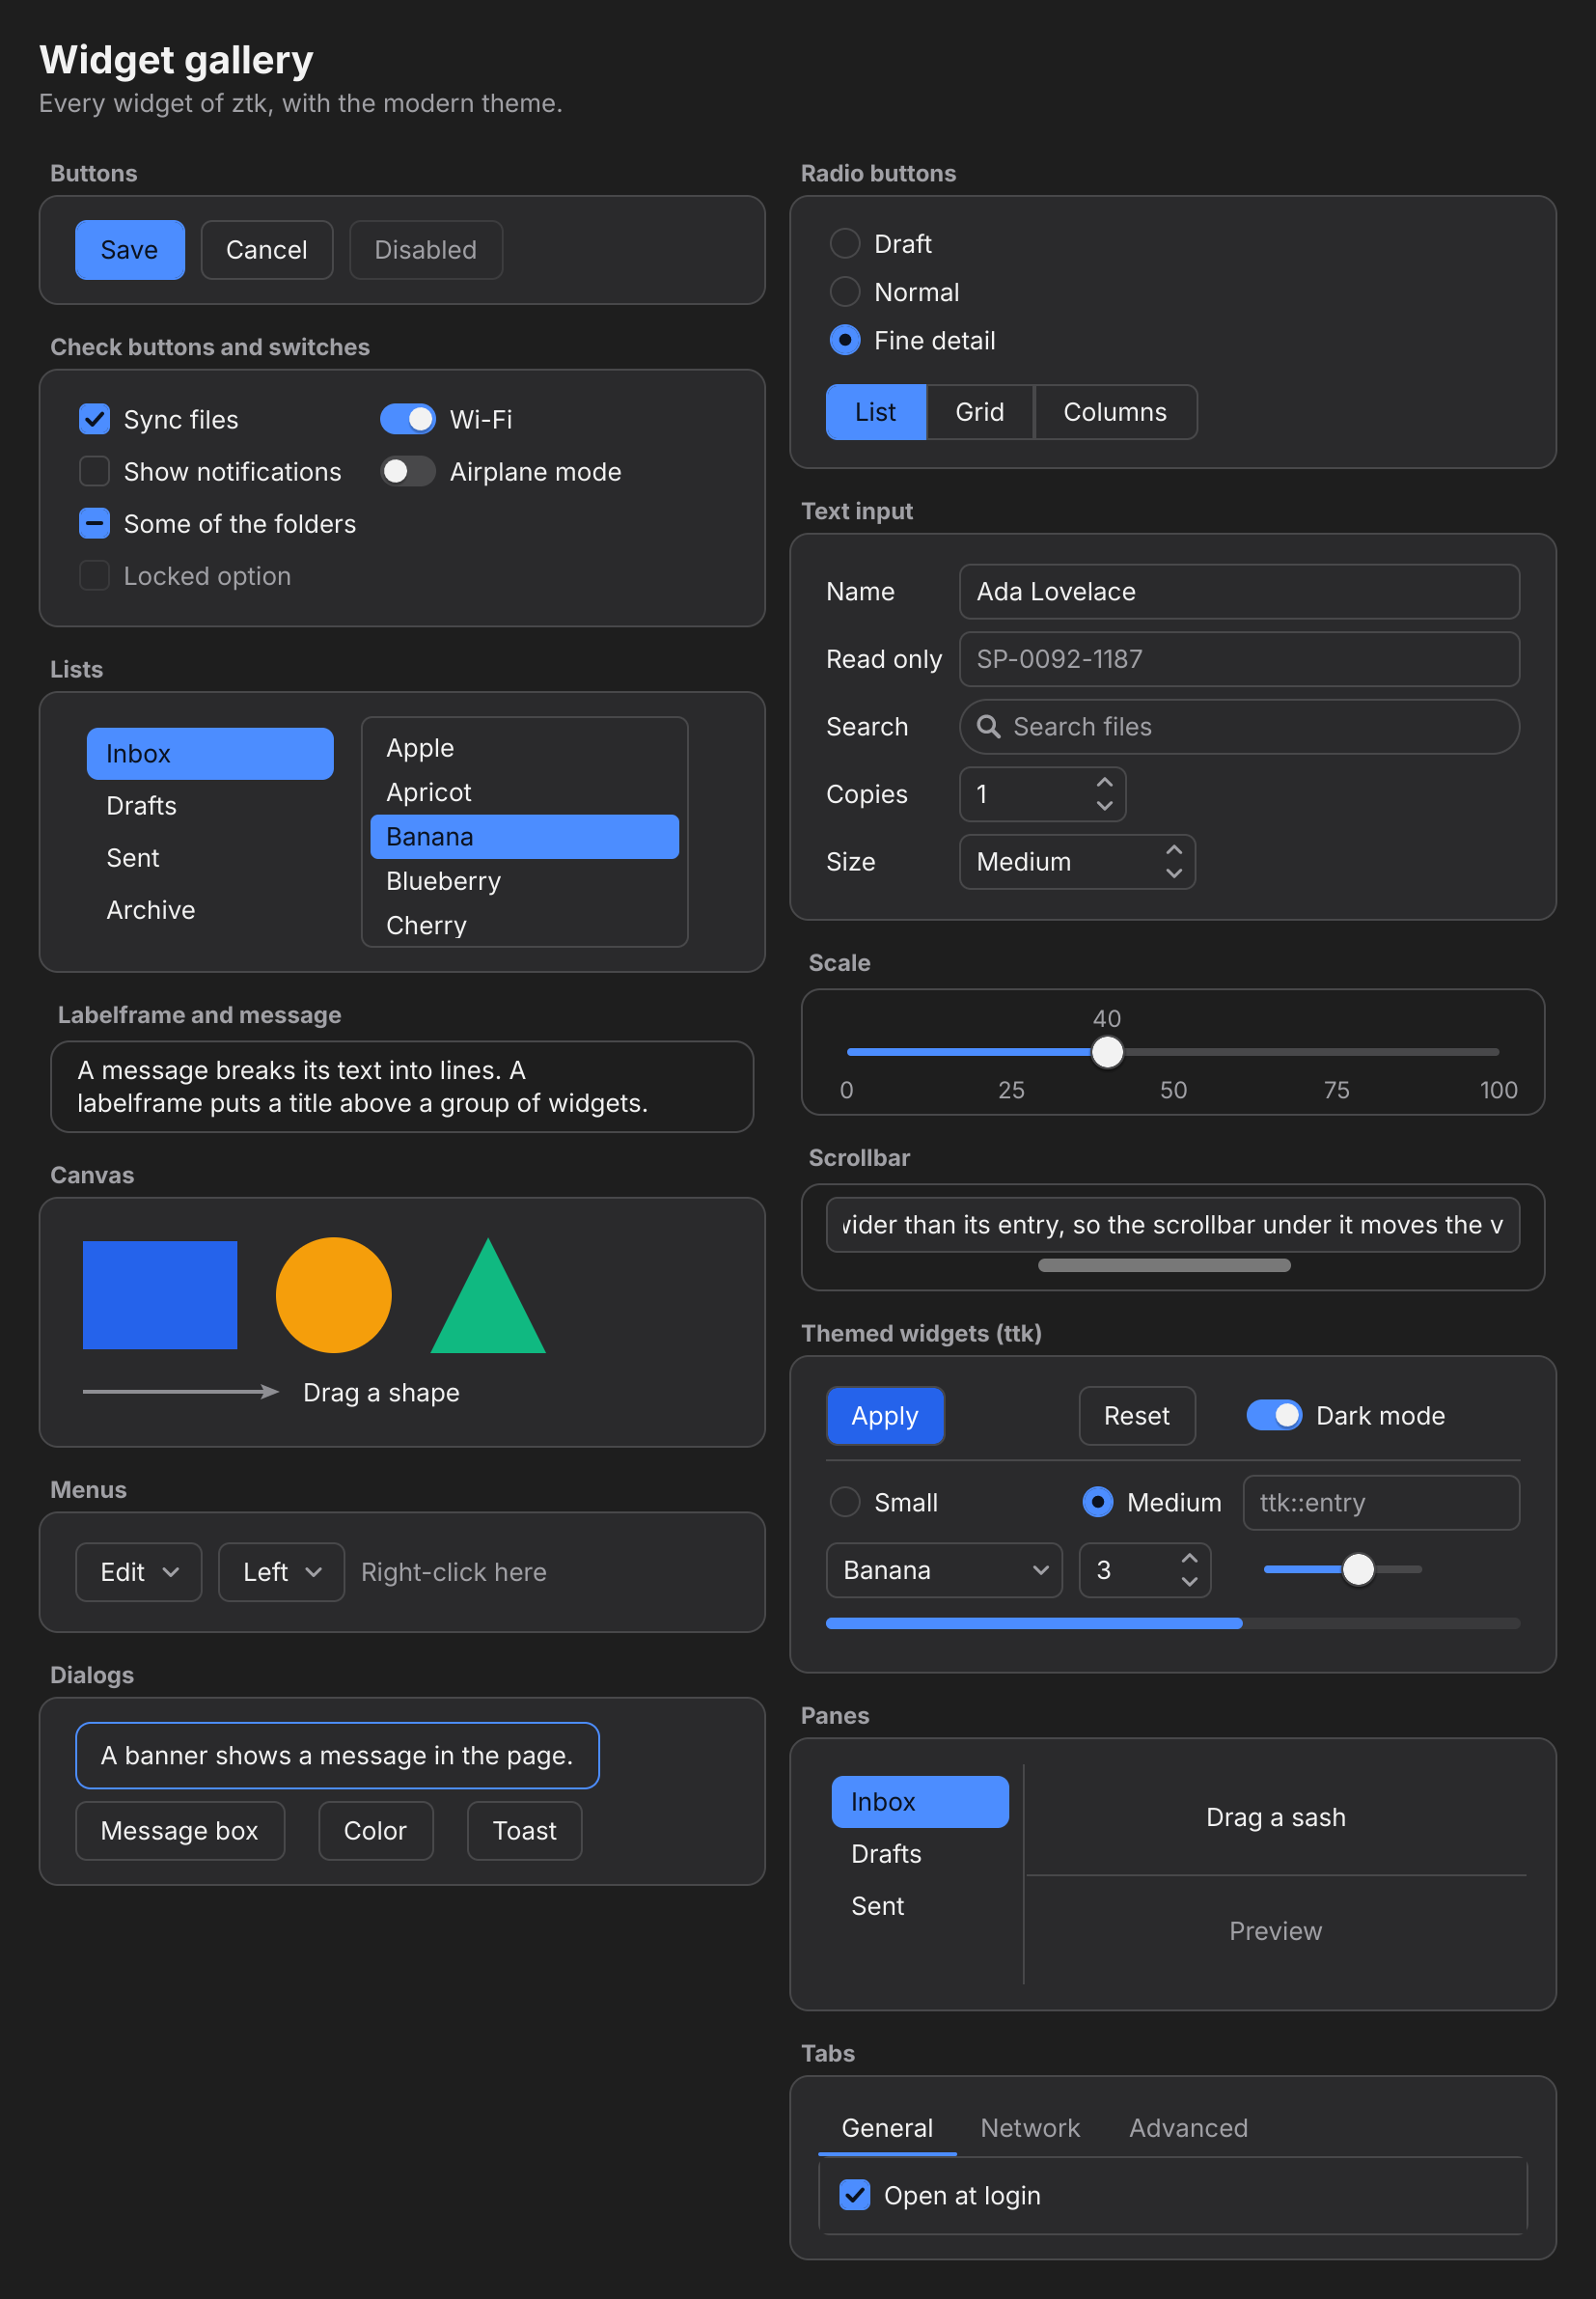 Widget gallery
Every widget of ztk, with the modern theme.
Buttons
Save
Cancel
Disabled
Check buttons and switches
Sync files
Wi-Fi
Show notifications
Airplane mode
Some of the folders
Locked option
Lists
Inbox
Drafts
Sent
Archive
Apple
Apricot
Banana
Blueberry
Cherry
Labelframe and message
A message breaks its text into lines. A
labelframe puts a title above a group of widgets.
Canvas
Drag a shape
Menus
Edit
Left
Right-click here
Dialogs
A banner shows a message in the page.
Message box
Color
Toast
Radio buttons
Draft
Normal
Fine detail
List
Grid
Columns
Text input
Name
Ada Lovelace
Read only
SP-0092-1187
Search
Search files
Copies
1
Size
Medium
Scale
40
0 25 50 75 100
Scrollbar
wider than its entry, so the scrollbar under it moves the v
Themed widgets (ttk)
Apply
Reset
Dark mode
Small
Medium
ttk::entry
Banana
3
Panes
Inbox
Drafts
Sent
Drag a sash
Preview
Tabs
General
Network
Advanced
Open at login